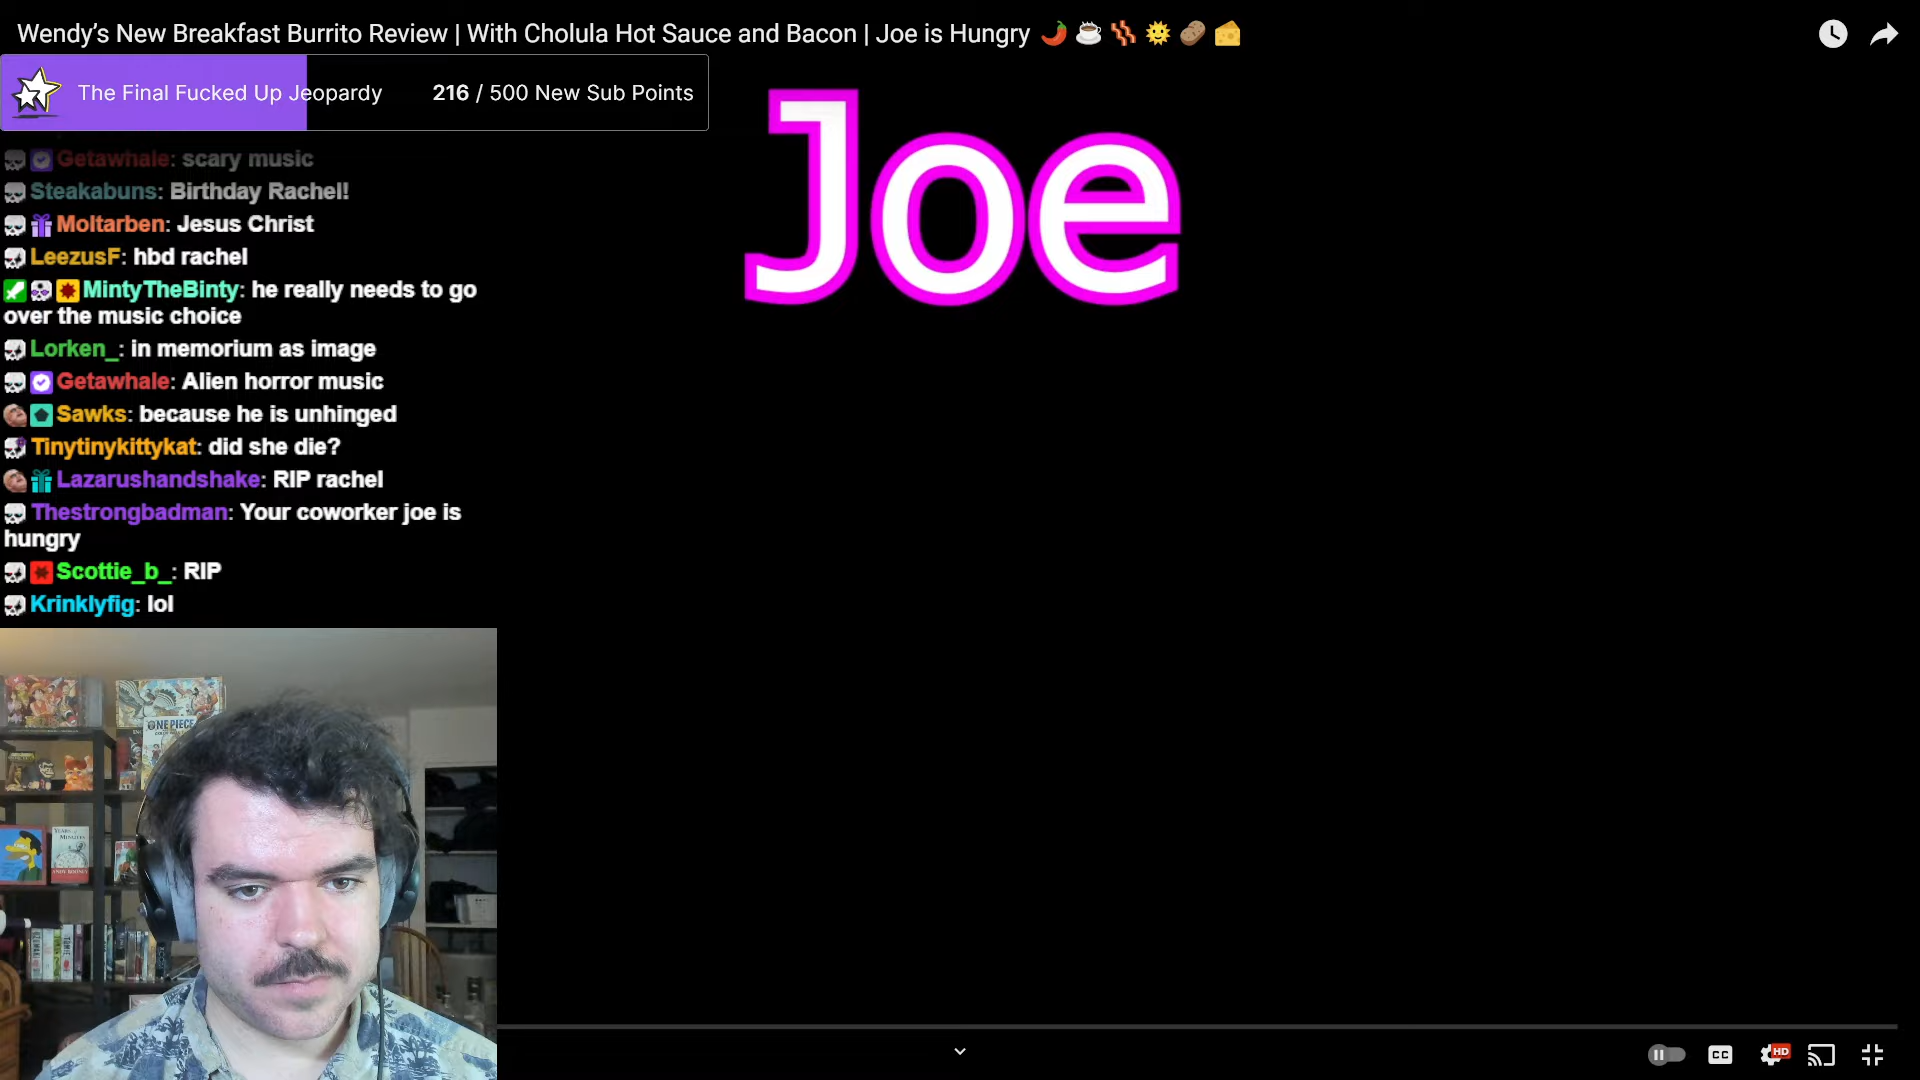 Wendy’s New Breakfast Burrito Review | With Cholula Hot Sauce and Bacon | Joe is Hungry 🌶️ ☕ 🥓 🌞 🥔 🧀
The Final Fucked Up Jeopardy 216 / 500 New Sub Points
Joe
Getawhale: scary music
Steakabuns: Birthday Rachel!
Moltarben: Jesus Christ
LeezusF: hbd rachel
MintyTheBinty: he really needs to go
over the music choice
Lorken_: in memorium as image
Getawhale: Alien horror music
Sawks: because he is unhinged
Tinytinykittykat: did she die?
Lazarushandshake: RIP rachel
Thestrongbadman: Your coworker joe is
hungry
Scottie_b_: RIP
Krinklyfig: lol
ONE PIECE
CC
HD